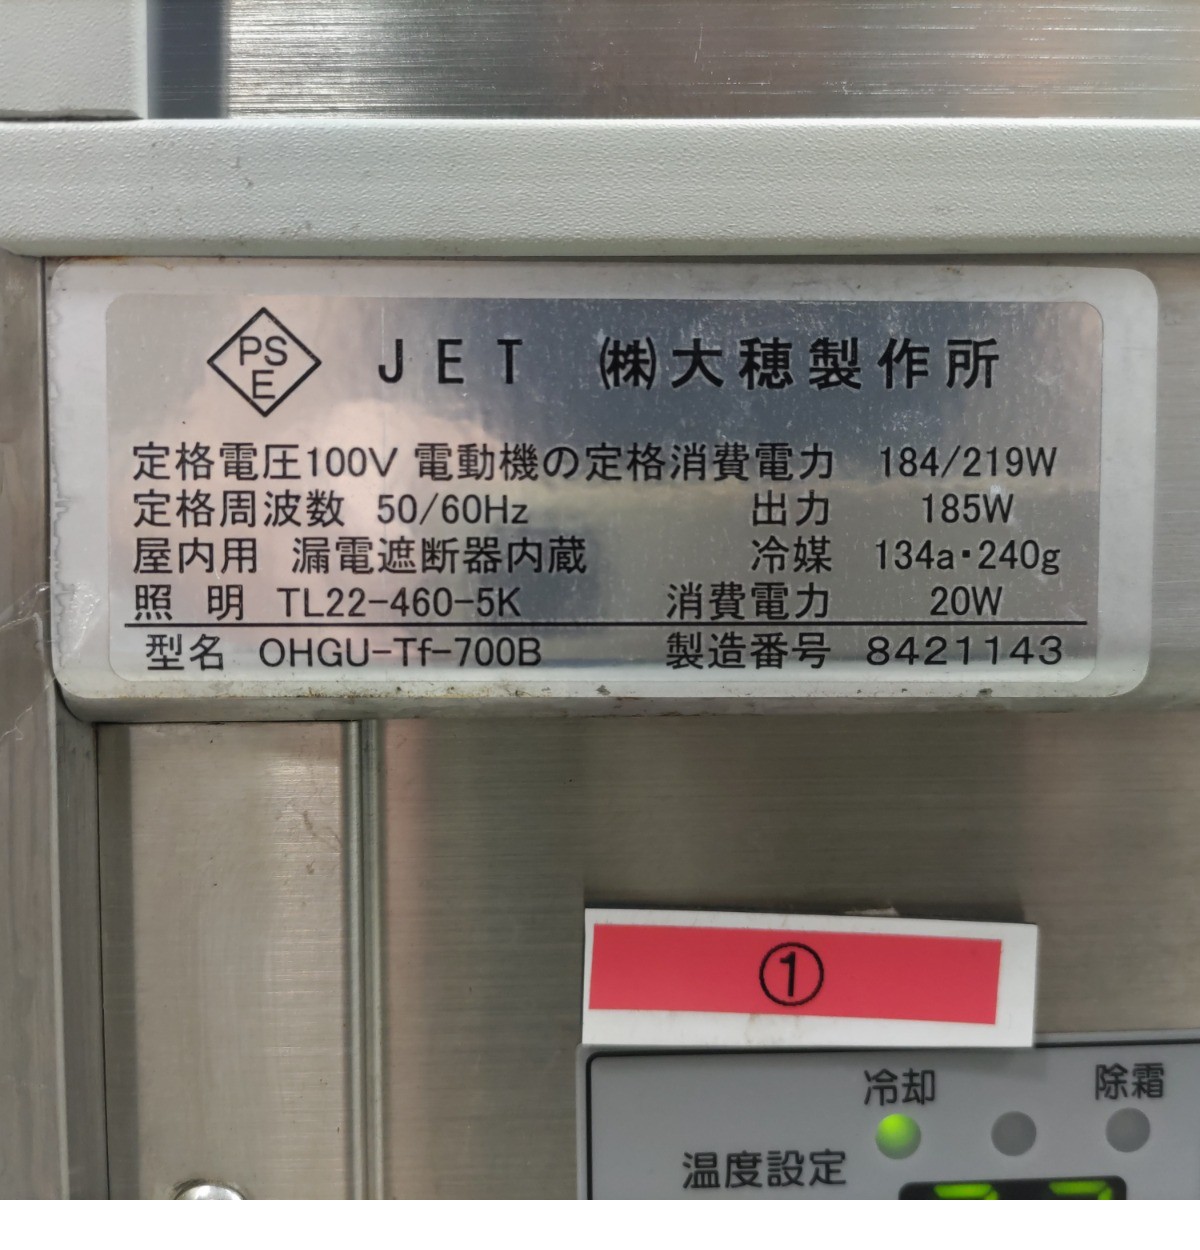 PS
E
JET ㈱大穂製作所
定格電圧100V 電動機の定格消費電力 184/219W
定格周波数 50/60Hz 出力 185W
屋内用 漏電遮断器内蔵 冷媒 134a・240g
照 明 TL22-460-5K 消費電力 20W
型名 OHGU-Tf-700B 製造番号 8421143
①
冷却 除霜
温度設定